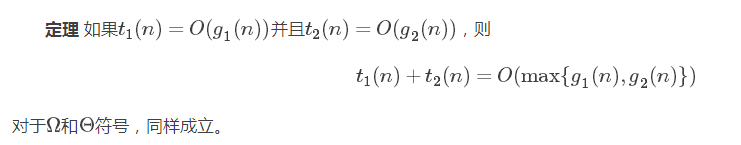 定理 如果t₁(n) = O(g₁(n))并且t₂(n) = O(g₂(n))，则
t₁(n) + t₂(n) = O(max{g₁(n), g₂(n)})
对于Ω和Θ符号，同样成立。